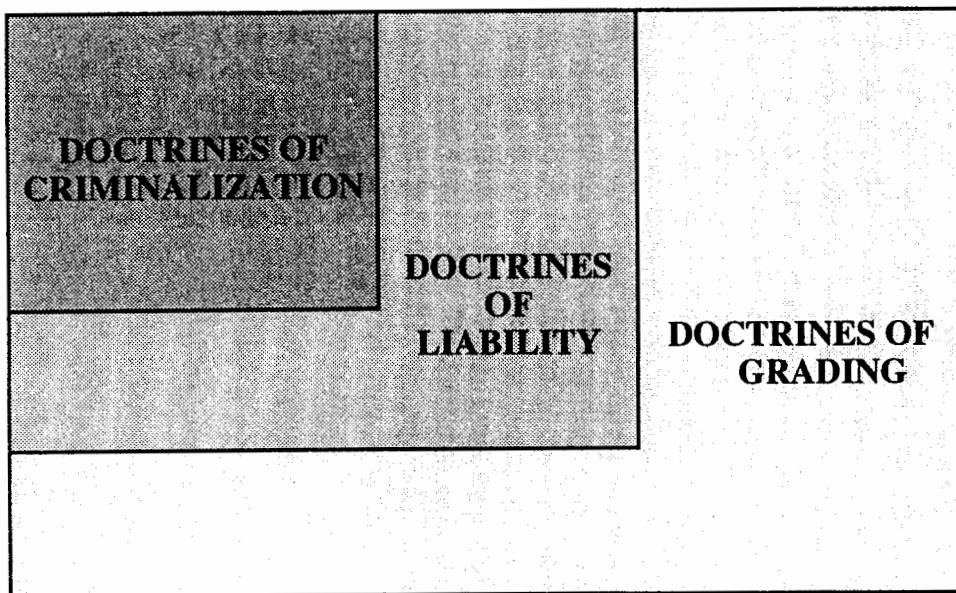 DOCTRINES OF
CRIMINALIZATION
DOCTRINES
OF
LIABILITY
DOCTRINES OF
GRADING